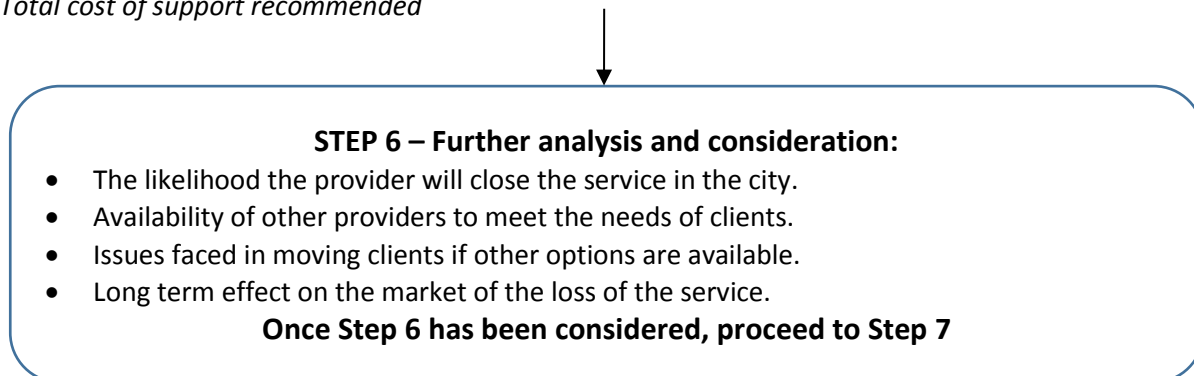 Total cost of support recommended
STEP 6 – Further analysis and consideration:
• The likelihood the provider will close the service in the city.
• Availability of other providers to meet the needs of clients.
• Issues faced in moving clients if other options are available.
• Long term effect on the market of the loss of the service.
Once Step 6 has been considered, proceed to Step 7